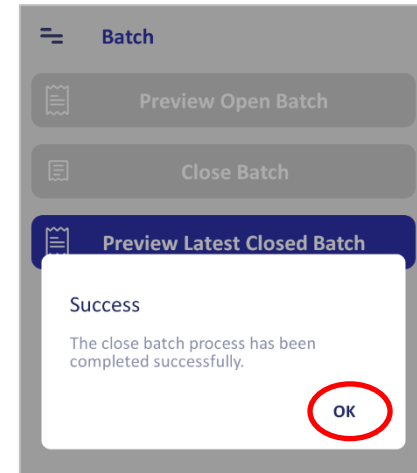 Batch
Preview Open Batch
Close Batch
Preview Latest Closed Batch
Success
The close batch process has been
completed successfully.
OK